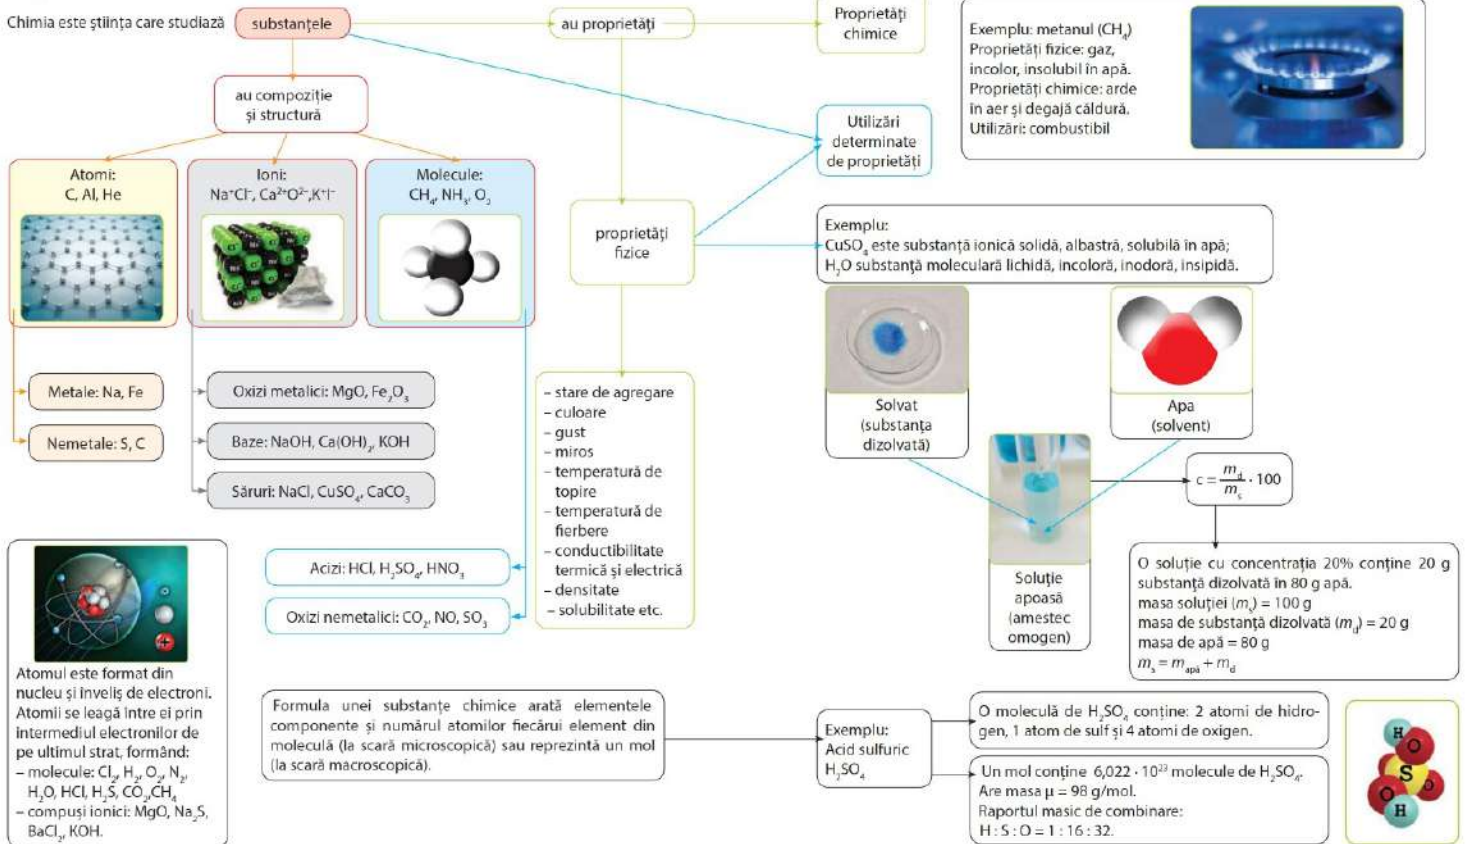 Chimia este știința care studiază
substanțele
au proprietăți
Proprietăți
chimice
Exemplu: metanul (CH₄)
Proprietăți fizice: gaz,
incolor, insolubil în apă.
Proprietăți chimice: arde
în aer și degajă căldură.
Utilizări: combustibil
au compoziție
și structură
Utilizări
determinate
de proprietăți
Atomi:
C, Al, He
Ioni:
Na⁺Cl⁻, Ca²⁺O²⁻,K⁺I⁻
Molecule:
CH₄, NH₃, O₂
proprietăți
fizice
Exemplu:
CuSO₄ este substanță ionică solidă, albastră, solubilă în apă;
H₂O substanță moleculară lichidă, incoloră, inodoră, insipidă.
Metale: Na, Fe
Nemetale: S, C
Oxizi metalici: MgO, Fe₂O₃
Baze: NaOH, Ca(OH)₂, KOH
Săruri: NaCl, CuSO₄, CaCO₃
Acizi: HCl, H₂SO₄, HNO₃
Oxizi nemetalici: CO₂, NO, SO₃
– stare de agregare
– culoare
– gust
– miros
– temperatură de
topire
– temperatură de
fierbere
– conductibilitate
termică și electrică
– densitate
– solubilitate etc.
Solvat
(substanța
dizolvată)
Apa
(solvent)
Soluție
apoasă
(amestec
omogen)
c = m_d / m_s · 100
O soluție cu concentrația 20% conține 20 g
substanță dizolvată în 80 g apă.
masa soluției (m_s) = 100 g
masa de substanță dizolvată (m_d) = 20 g
masa de apă = 80 g
m_s = m_apă + m_d
Atomul este format din
nucleu și înveliș de electroni.
Atomii se leagă între ei prin
intermediul electronilor de
pe ultimul strat, formând:
– molecule: Cl₂, H₂, O₂, N₂,
H₂O, HCl, H₂S, CO₂,CH₄
– compuși ionici: MgO, Na₂S,
BaCl₂, KOH.
Formula unei substanțe chimice arată elementele
componente și numărul atomilor fiecărui element din
moleculă (la scară microscopică) sau reprezintă un mol
(la scară macroscopică).
Exemplu:
Acid sulfuric
H₂SO₄
O moleculă de H₂SO₄ conține: 2 atomi de hidro-
gen, 1 atom de sulf și 4 atomi de oxigen.
Un mol conține 6,022 · 10²³ molecule de H₂SO₄.
Are masa μ = 98 g/mol.
Raportul masic de combinare:
H : S : O = 1 : 16 : 32.
H
O
S
O
H